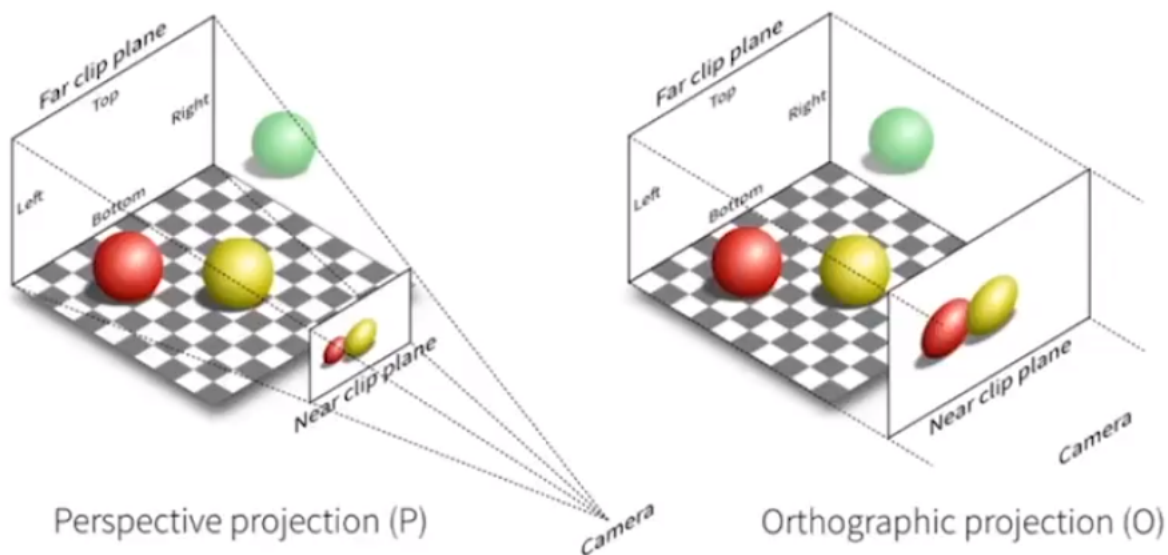 Far clip plane
Top
Right
Left
Bottom
Near clip plane
Camera
Perspective projection (P)
Far clip plane
Top
Right
Left
Bottom
Near clip plane
Camera
Orthographic projection (O)